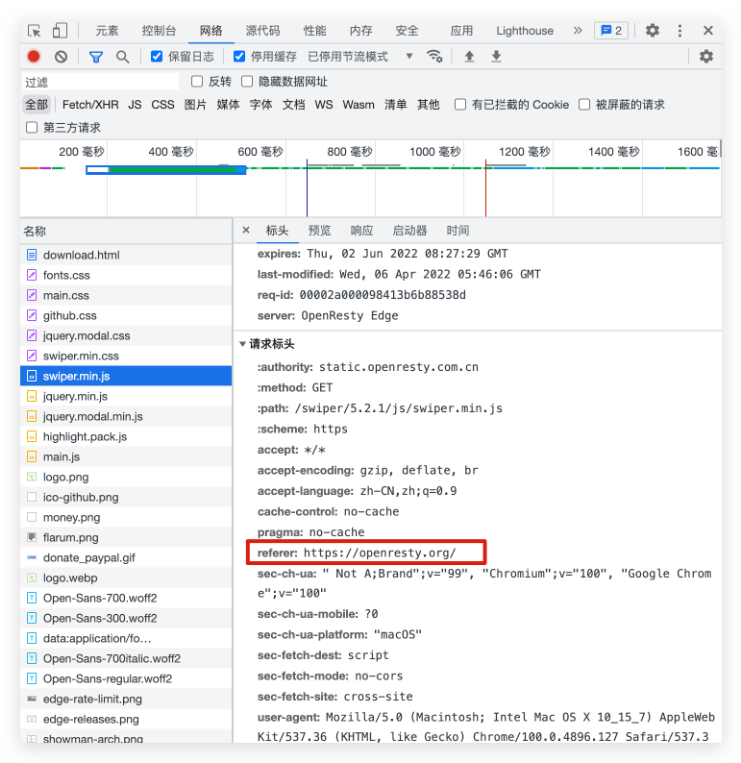 元素 控制台 网络 源代码 性能 内存 安全 应用 Lighthouse » 2
保留日志 停用缓存 已停用节流模式
过滤 反转 隐藏数据网址
全部 Fetch/XHR JS CSS 图片 媒体 字体 文档 WS Wasm 清单 其他 有已拦截的 Cookie 被屏蔽的请求
第三方请求
200 毫秒 400 毫秒 600 毫秒 800 毫秒 1000 毫秒 1200 毫秒 1400 毫秒 1600 毫
名称
download.html
fonts.css
main.css
github.css
jquery.modal.css
swiper.min.css
swiper.min.js
jquery.min.js
jquery.modal.min.js
highlight.pack.js
main.js
logo.png
ico-github.png
money.png
flarum.png
donate_paypal.gif
logo.webp
Open-Sans-700.woff2
Open-Sans-300.woff2
data:application/fo…
Open-Sans-700italic.woff2
Open-Sans-regular.woff2
edge-rate-limit.png
edge-releases.png
showman-arch.png
× 标头 预览 响应 启动器 时间
expires: Thu, 02 Jun 2022 08:27:29 GMT
last-modified: Wed, 06 Apr 2022 05:46:06 GMT
req-id: 00002a000098413b6b88538d
server: OpenResty Edge
请求标头
:authority: static.openresty.com.cn
:method: GET
:path: /swiper/5.2.1/js/swiper.min.js
:scheme: https
accept: */*
accept-encoding: gzip, deflate, br
accept-language: zh-CN,zh;q=0.9
cache-control: no-cache
pragma: no-cache
referer: https://openresty.org/
sec-ch-ua: " Not A;Brand";v="99", "Chromium";v="100", "Google Chrom
e";v="100"
sec-ch-ua-mobile: ?0
sec-ch-ua-platform: "macOS"
sec-fetch-dest: script
sec-fetch-mode: no-cors
sec-fetch-site: cross-site
user-agent: Mozilla/5.0 (Macintosh; Intel Mac OS X 10_15_7) AppleWeb
Kit/537.36 (KHTML, like Gecko) Chrome/100.0.4896.127 Safari/537.3